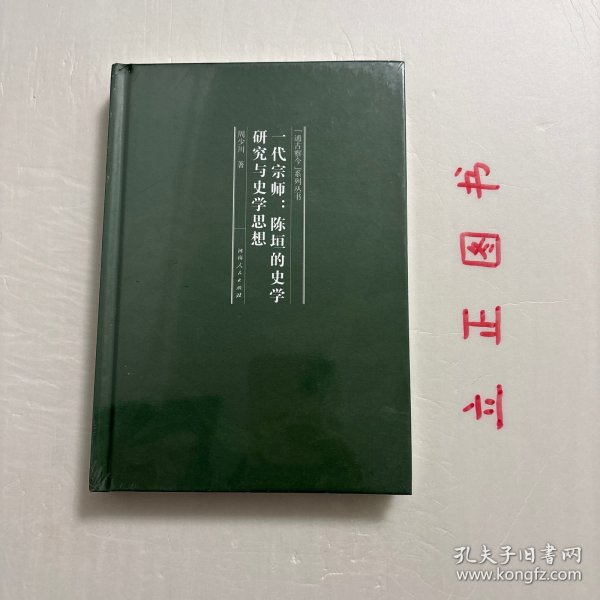 「通古察今」系列丛书
一代宗师：陈垣的史学
研究与史学思想
周少川 著
河南人民出版社
立正图书
孔夫子旧书网
www.kongfz.com